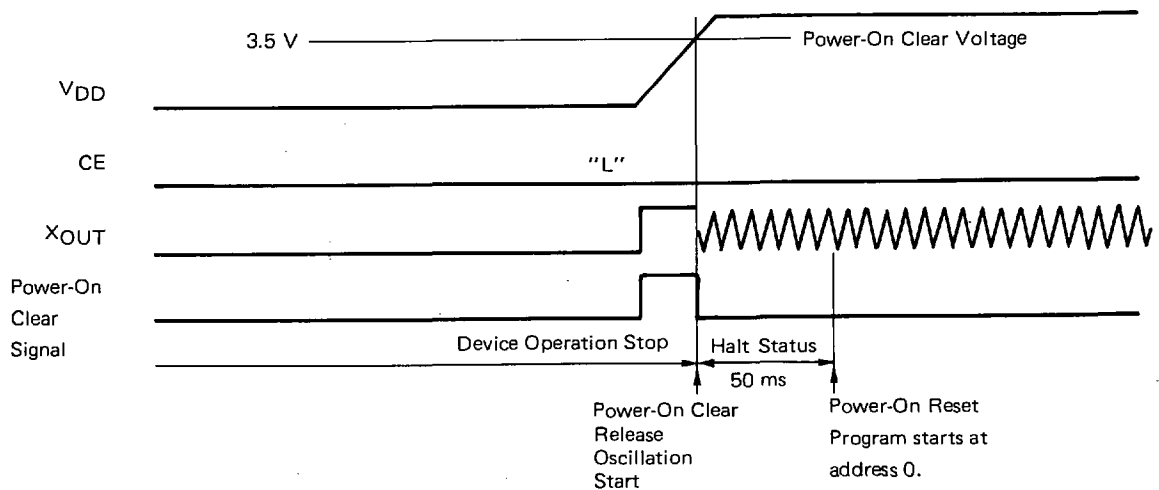 3.5 V
Power-On Clear Voltage
VDD
CE
"L"
XOUT
Power-On
Clear
Signal
Device Operation Stop
Halt Status
50 ms
Power-On Clear
Release
Oscillation
Start
Power-On Reset
Program starts at
address 0.